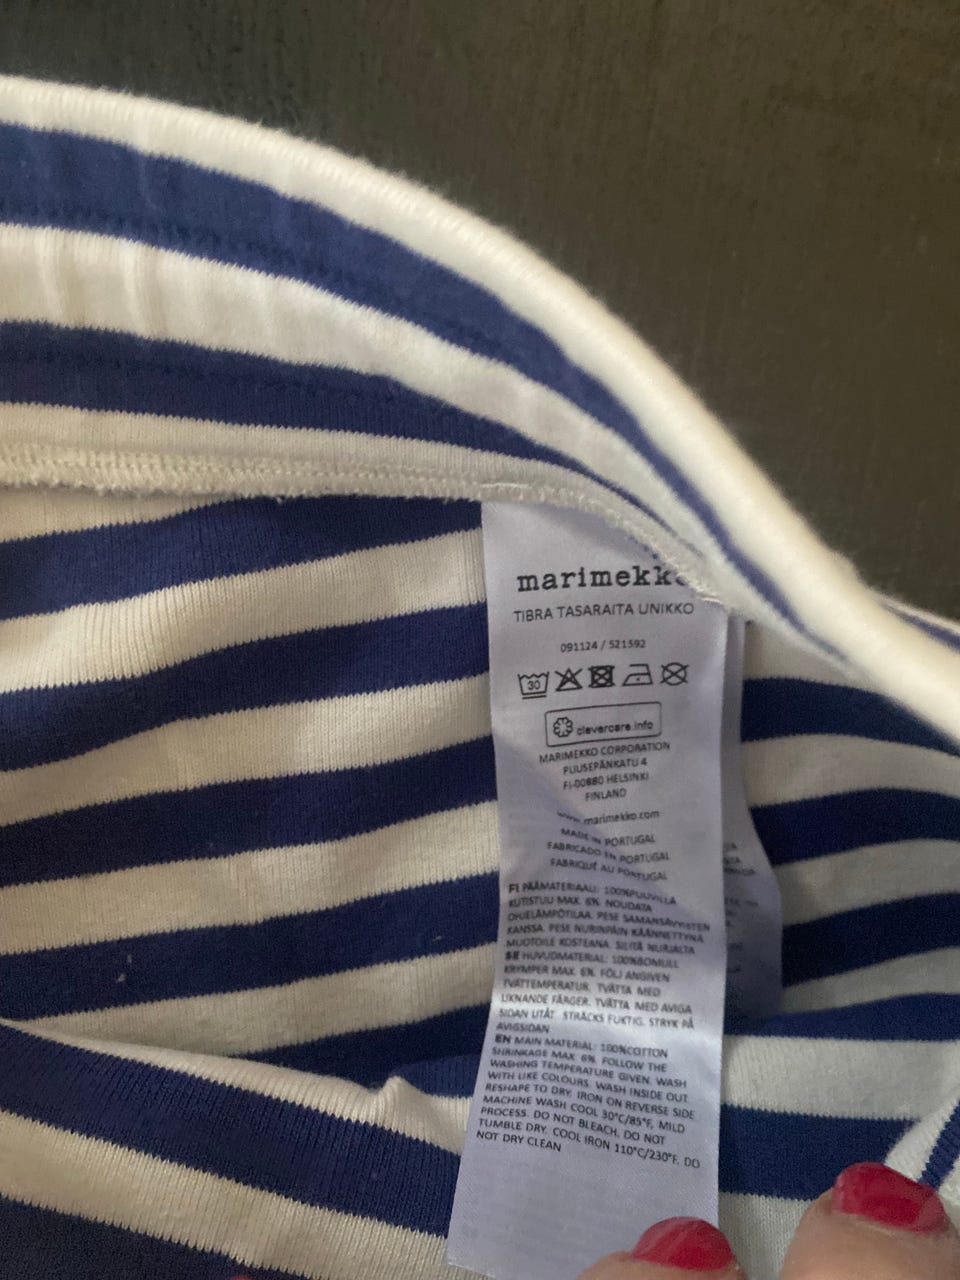 marimekko
TIBRA TASARAITA UNIKKO
091124 / 521592
30
clevercare.info
MARIMEKKO CORPORATION
PUUSEPÄNKATU 4
FI-00880 HELSINKI
FINLAND
www.marimekko.com
MADE IN PORTUGAL
FABRICADO EN PORTUGAL
FABRIQUÉ AU PORTUGAL
FI PÄÄMATERIAALI: 100%PUUVILLA
KUTISTUU MAX. 6% NOUDATA
OHJELÄMPÖTILAA. PESE SAMANSÄVYISTEN
KANSSA. PESE NURINPÄIN KÄÄNNETTYNÄ
MUOTOILE KOSTEANA. SILITÄ NURJALTA
SE HUVUDMATERIAL: 100%BOMULL
KRYMPER MAX. 6%. FÖLJ ANGIVEN
TVÄTTEMPERATUR. TVÄTTA MED
LIKNANDE FÄRGER. TVÄTTA MED AVIGA
SIDAN UTÅT STRÄCKS FUKTIG. STRYK PÅ
AVIGSIDAN
EN MAIN MATERIAL: 100%COTTON
SHRINKAGE MAX. 6%. FOLLOW THE
WASHING TEMPERATURE GIVEN. WASH
WITH LIKE COLOURS. WASH INSIDE OUT.
RESHAPE TO DRY. IRON ON REVERSE SIDE
MACHINE WASH COOL 30°C/85°F, MILD
PROCESS. DO NOT BLEACH. DO NOT
TUMBLE DRY. COOL IRON 110°C/230°F. DO
NOT DRY CLEAN